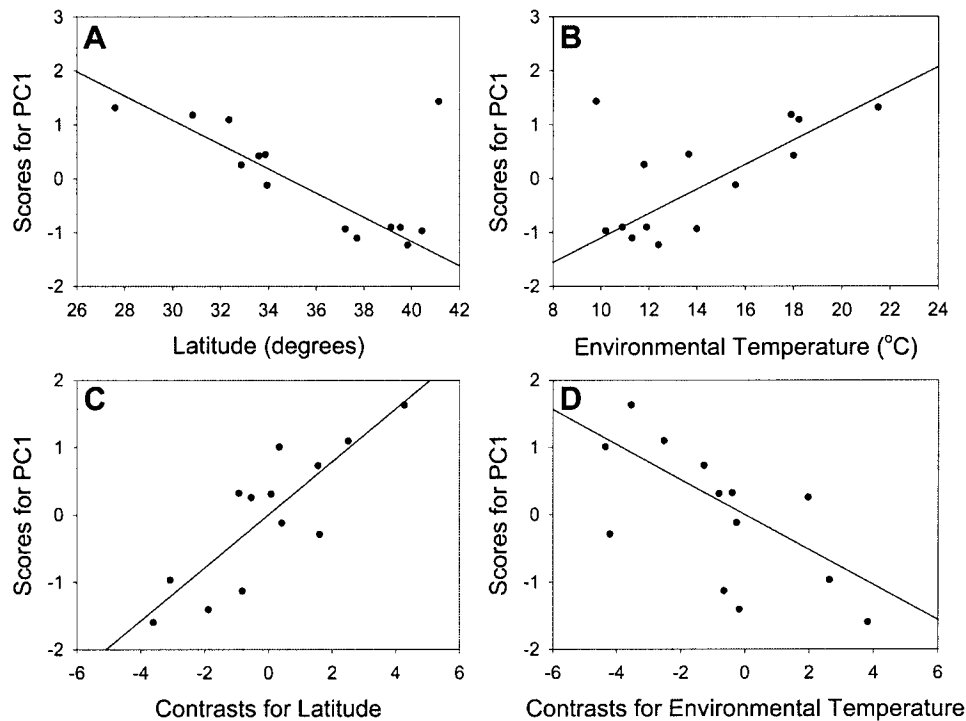 A
Scores for PC1
3
2
1
0
-1
-2
26 28 30 32 34 36 38 40 42
Latitude (degrees)
B
Scores for PC1
3
2
1
0
-1
-2
8 10 12 14 16 18 20 22 24
Environmental Temperature (°C)
C
Scores for PC1
2
1
0
-1
-2
-6 -4 -2 0 2 4 6
Contrasts for Latitude
D
Scores for PC1
2
1
0
-1
-2
-6 -4 -2 0 2 4 6
Contrasts for Environmental Temperature